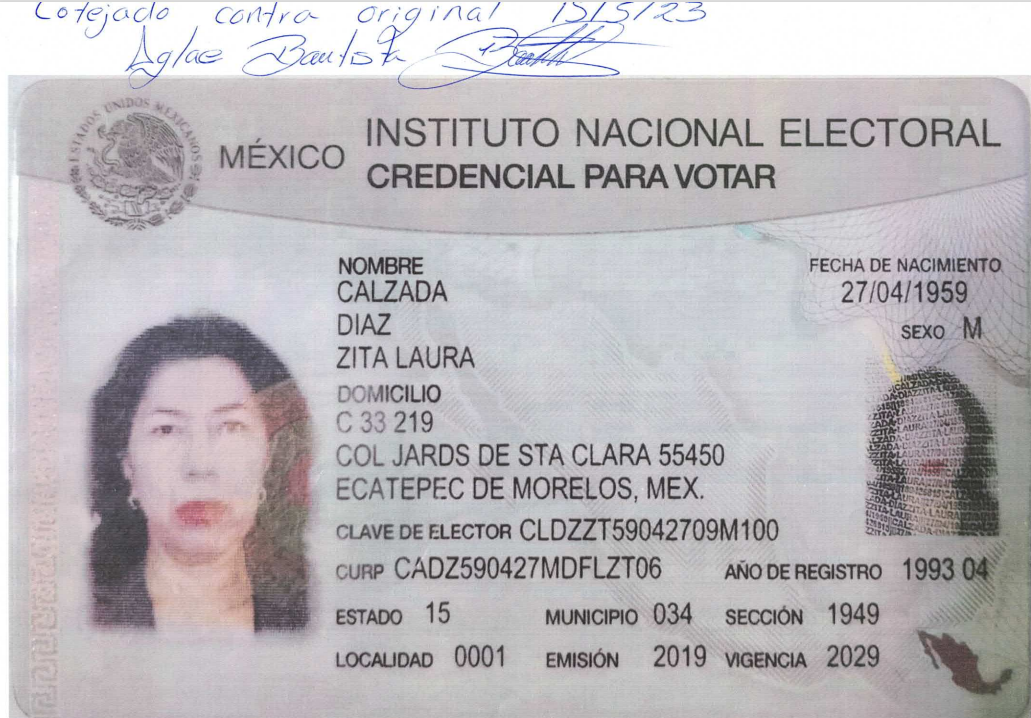 Cotejado contra original 15/5/23
Aglae Bautista
ESTADOS UNIDOS MEXICANOS
MÉXICO
INSTITUTO NACIONAL ELECTORAL
CREDENCIAL PARA VOTAR
NOMBRE
CALZADA
DIAZ
ZITA LAURA
FECHA DE NACIMIENTO
27/04/1959
SEXO M
DOMICILIO
C 33 219
COL JARDS DE STA CLARA 55450
ECATEPEC DE MORELOS, MEX.
CLAVE DE ELECTOR CLDZZT59042709M100
CURP CADZ590427MDFLZT06 AÑO DE REGISTRO 1993 04
ESTADO 15 MUNICIPIO 034 SECCIÓN 1949
LOCALIDAD 0001 EMISIÓN 2019 VIGENCIA 2029